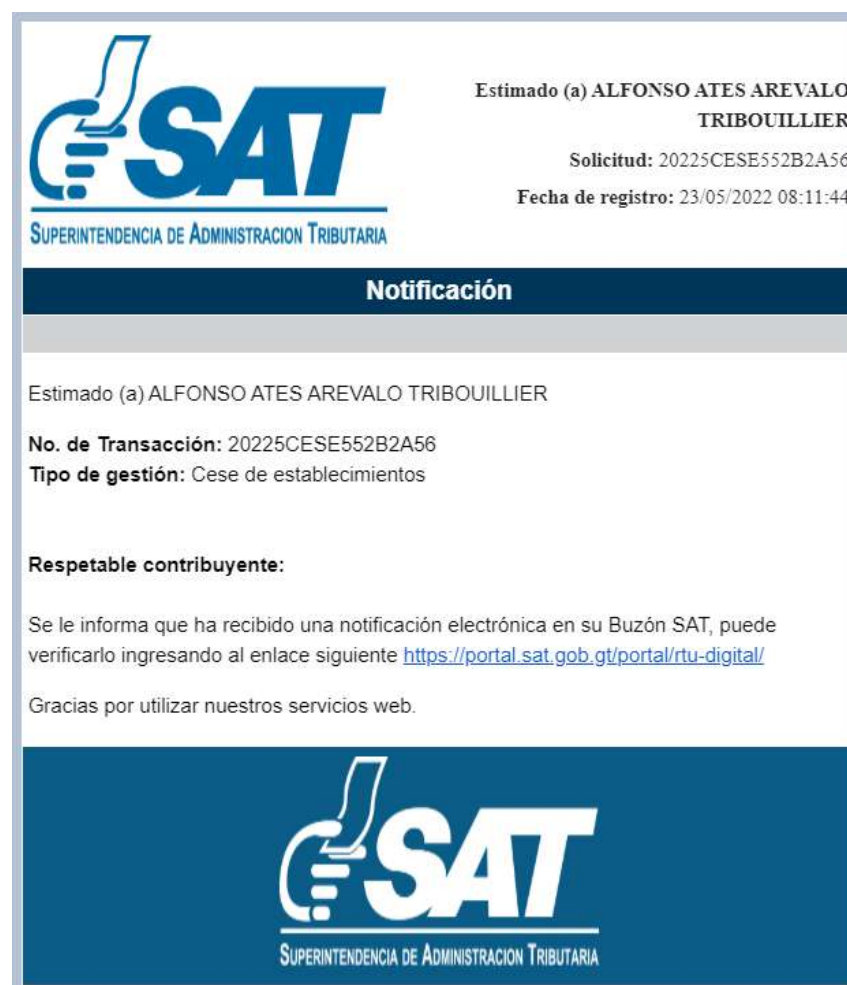 SAT
SUPERINTENDENCIA DE ADMINISTRACION TRIBUTARIA
Estimado (a) ALFONSO ATES AREVALO
TRIBOUILLIER
Solicitud: 20225CESE552B2A56
Fecha de registro: 23/05/2022 08:11:44
Notificación
Estimado (a) ALFONSO ATES AREVALO TRIBOUILLIER
No. de Transacción: 20225CESE552B2A56
Tipo de gestión: Cese de establecimientos
Respetable contribuyente:
Se le informa que ha recibido una notificación electrónica en su Buzón SAT, puede
verificarlo ingresando al enlace siguiente https://portal.sat.gob.gt/portal/rtu-digital/
Gracias por utilizar nuestros servicios web.
SAT
SUPERINTENDENCIA DE ADMINISTRACION TRIBUTARIA